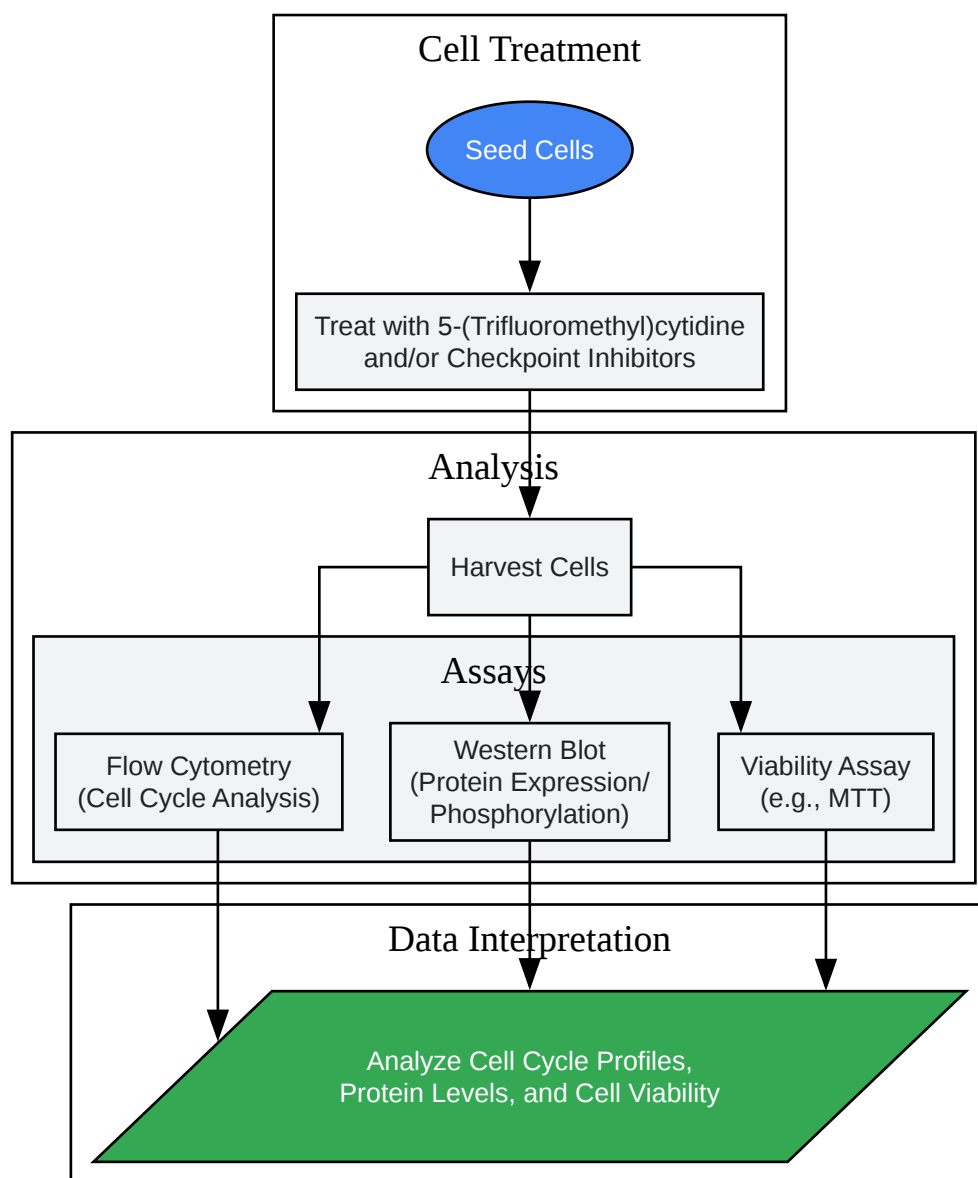 Cell Treatment
Seed Cells
Treat with 5-(Trifluoromethyl)cytidine
and/or Checkpoint Inhibitors
Analysis
Harvest Cells
Assays
Flow Cytometry
(Cell Cycle Analysis)
Western Blot
(Protein Expression/
Phosphorylation)
Viability Assay
(e.g., MTT)
Data Interpretation
Analyze Cell Cycle Profiles,
Protein Levels, and Cell Viability